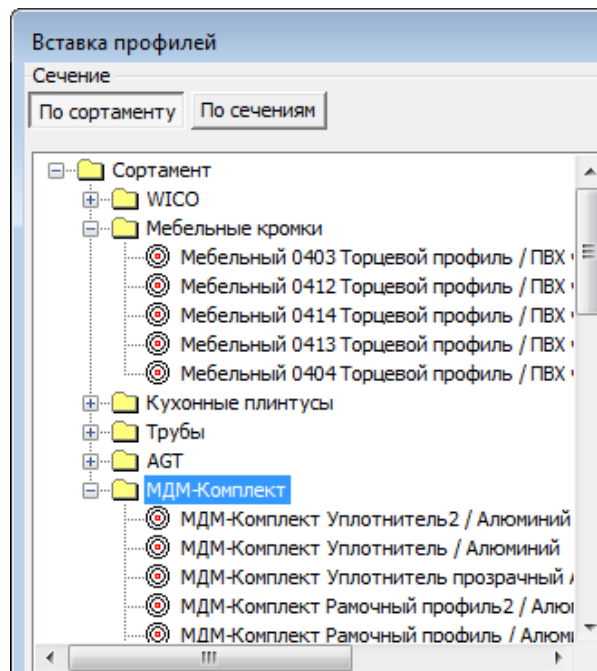 Вставка профилей
Сечение
По сортаменту По сечениям
Сортамент
WICO
Мебельные кромки
Мебельный 0403 Торцевой профиль / ПВХ
Мебельный 0412 Торцевой профиль / ПВХ
Мебельный 0414 Торцевой профиль / ПВХ
Мебельный 0413 Торцевой профиль / ПВХ
Мебельный 0404 Торцевой профиль / ПВХ
Кухонные плинтусы
Трубы
AGT
МДМ-Комплект
МДМ-Комплект Уплотнитель2 / Алюминий
МДМ-Комплект Уплотнитель / Алюминий
МДМ-Комплект Уплотнитель прозрачный
МДМ-Комплект Рамочный профиль2 / Алю
МДМ-Комплект Рамочный профиль / Алюм